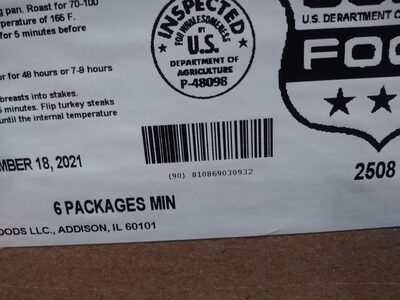 g pan. Roast for 70-100
perature of 165 F.
for 5 minutes before
or for 48 hours or 7-9 hours
breasts into stakes.
minutes. Flip turkey steaks
until the internal temperature
INSPECTED
FOR WHOLESOMENESS
BY
U.S.
DEPARTMENT OF
AGRICULTURE
P-48098
U.S. DEPARTMENT O
FOO
MBER 18, 2021
(90) 810869030932
2508
6 PACKAGES MIN
OODS LLC., ADDISON, IL 60101